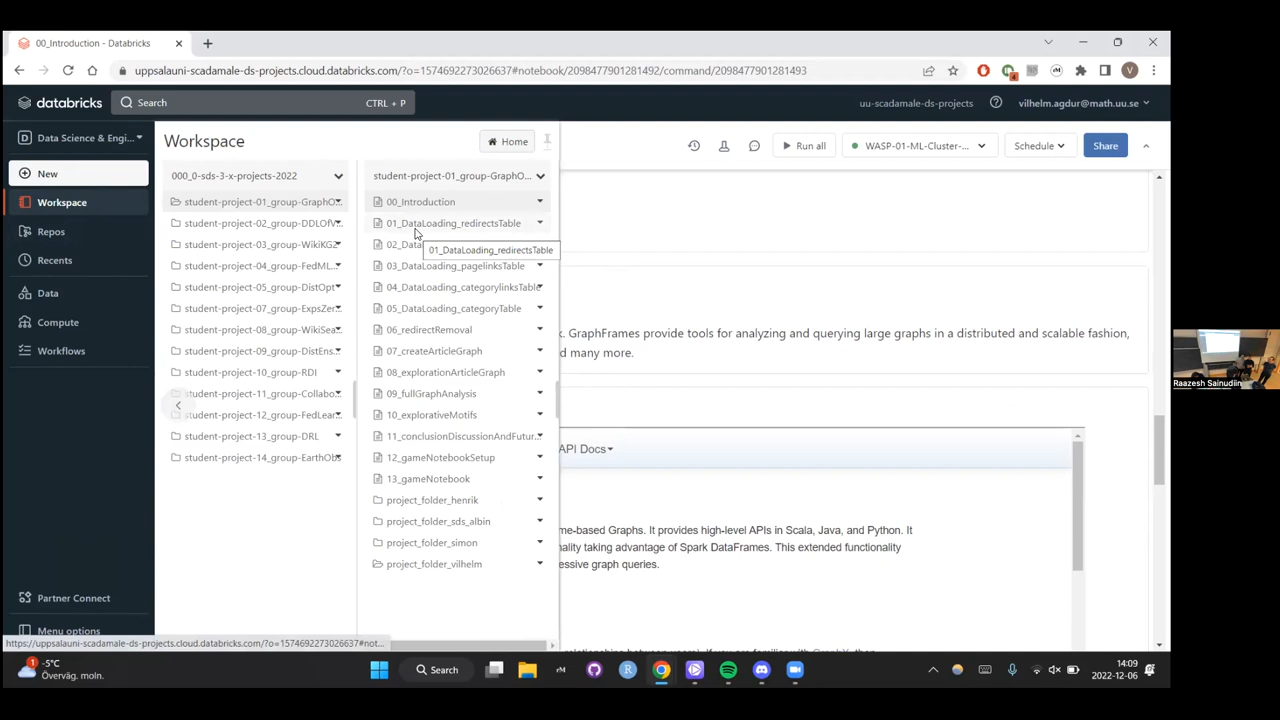 00_Introduction - Databricks
uppsalauni-scadamale-ds-projects.cloud.databricks.com/?o=1574692273026637#notebook/2098477901281492/command/2098477901281493
4
V
databricks
Search
CTRL + P
uu-scadamale-ds-projects
vilhelm.agdur@math.uu.se
D
Data Science & Engi...
Workspace
Home
Run all
WASP-01-ML-Cluster-...
Schedule
Share
New
Workspace
Repos
Recents
Data
Compute
Workflows
Partner Connect
Menu options
000_0-sds-3-x-projects-2022
student-project-01_group-GraphO...
student-project-02_group-DDLOfV...
student-project-03_group-WikiKG2...
student-project-04_group-FedML...
student-project-05_group-DistOpt
student-project-07_group-ExpsZer...
student-project-08_group-WikiSea...
student-project-09_group-DistEns...
student-project-10_group-RDI
student-project-11_group-Collabo...
student-project-12_group-FedLear...
student-project-13_group-DRL
student-project-14_group-EarthObs
student-project-01_group-GraphO...
00_Introduction
01_DataLoading_redirectsTable
02_Data
01_DataLoading_redirectsTable
03_DataLoading_pagelinksTable
04_DataLoading_categorylinksTable
05_DataLoading_categoryTable
06_redirectRemoval
07_createArticleGraph
08_explorationArticleGraph
09_fullGraphAnalysis
10_explorativeMotifs
11_conclusionDiscussionAndFutur...
12_gameNotebookSetup
13_gameNotebook
project_folder_henrik
project_folder_sds_albin
project_folder_simon
project_folder_vilhelm
k. GraphFrames provide tools for analyzing and querying large graphs in a distributed and scalable fashion,
d many more.
API Docs
me-based Graphs. It provides high-level APIs in Scala, Java, and Python. It
nality taking advantage of Spark DataFrames. This extended functionality
essive graph queries.
https://uppsalauni-scadamale-ds-projects.cloud.databricks.com/?o=1574692273026637#not...
Raazesh Sainudiin
1
-5°C
Överväg. moln.
Search
rM
R
14:09
2022-12-06